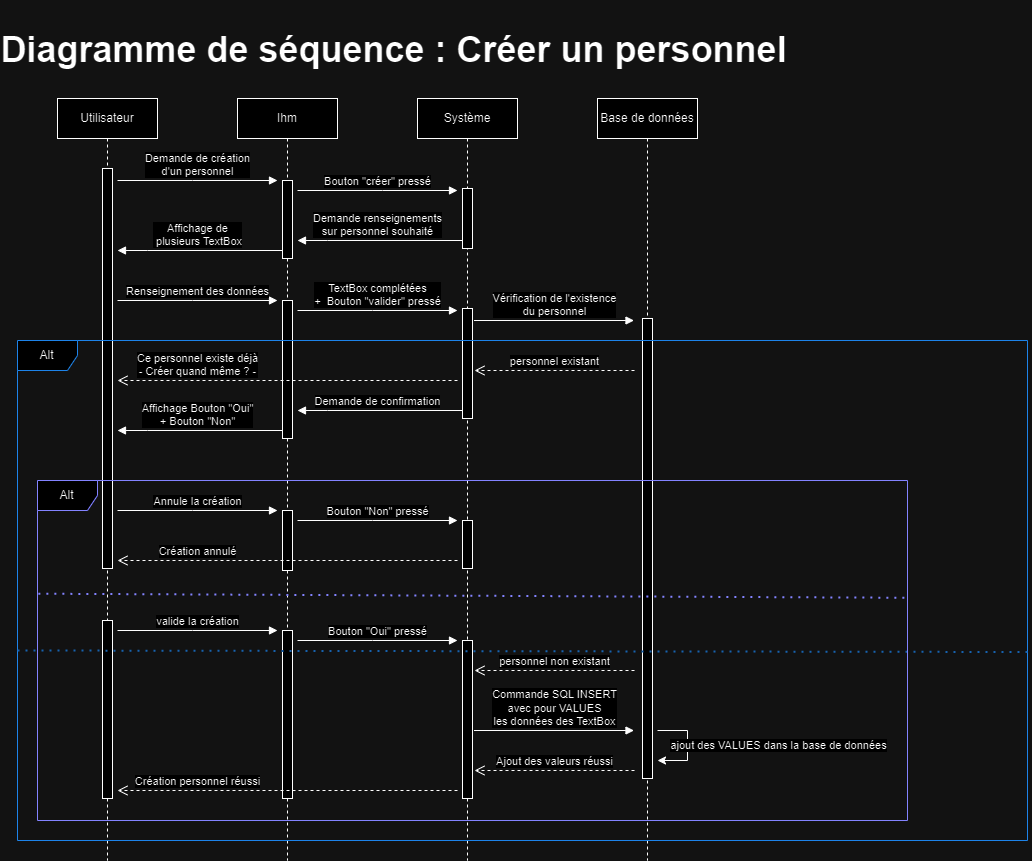 Diagramme de séquence : Créer un personnel
Utilisateur
Ihm
Système
Base de données
Demande de création
d'un personnel
Bouton "créer" pressé
Demande renseignements
sur personnel souhaité
Affichage de
plusieurs TextBox
Renseignement des données
TextBox complétées
+ Bouton "valider" pressé
Vérification de l'existence
du personnel
Alt
Ce personnel existe déjà
- Créer quand même ? -
personnel existant
Demande de confirmation
Affichage Bouton "Oui"
+ Bouton "Non"
Alt
Annule la création
Bouton "Non" pressé
Création annulé
valide la création
Bouton "Oui" pressé
personnel non existant
Commande SQL INSERT
avec pour VALUES
les données des TextBox
ajout des VALUES dans la base de données
Ajout des valeurs réussi
Création personnel réussi